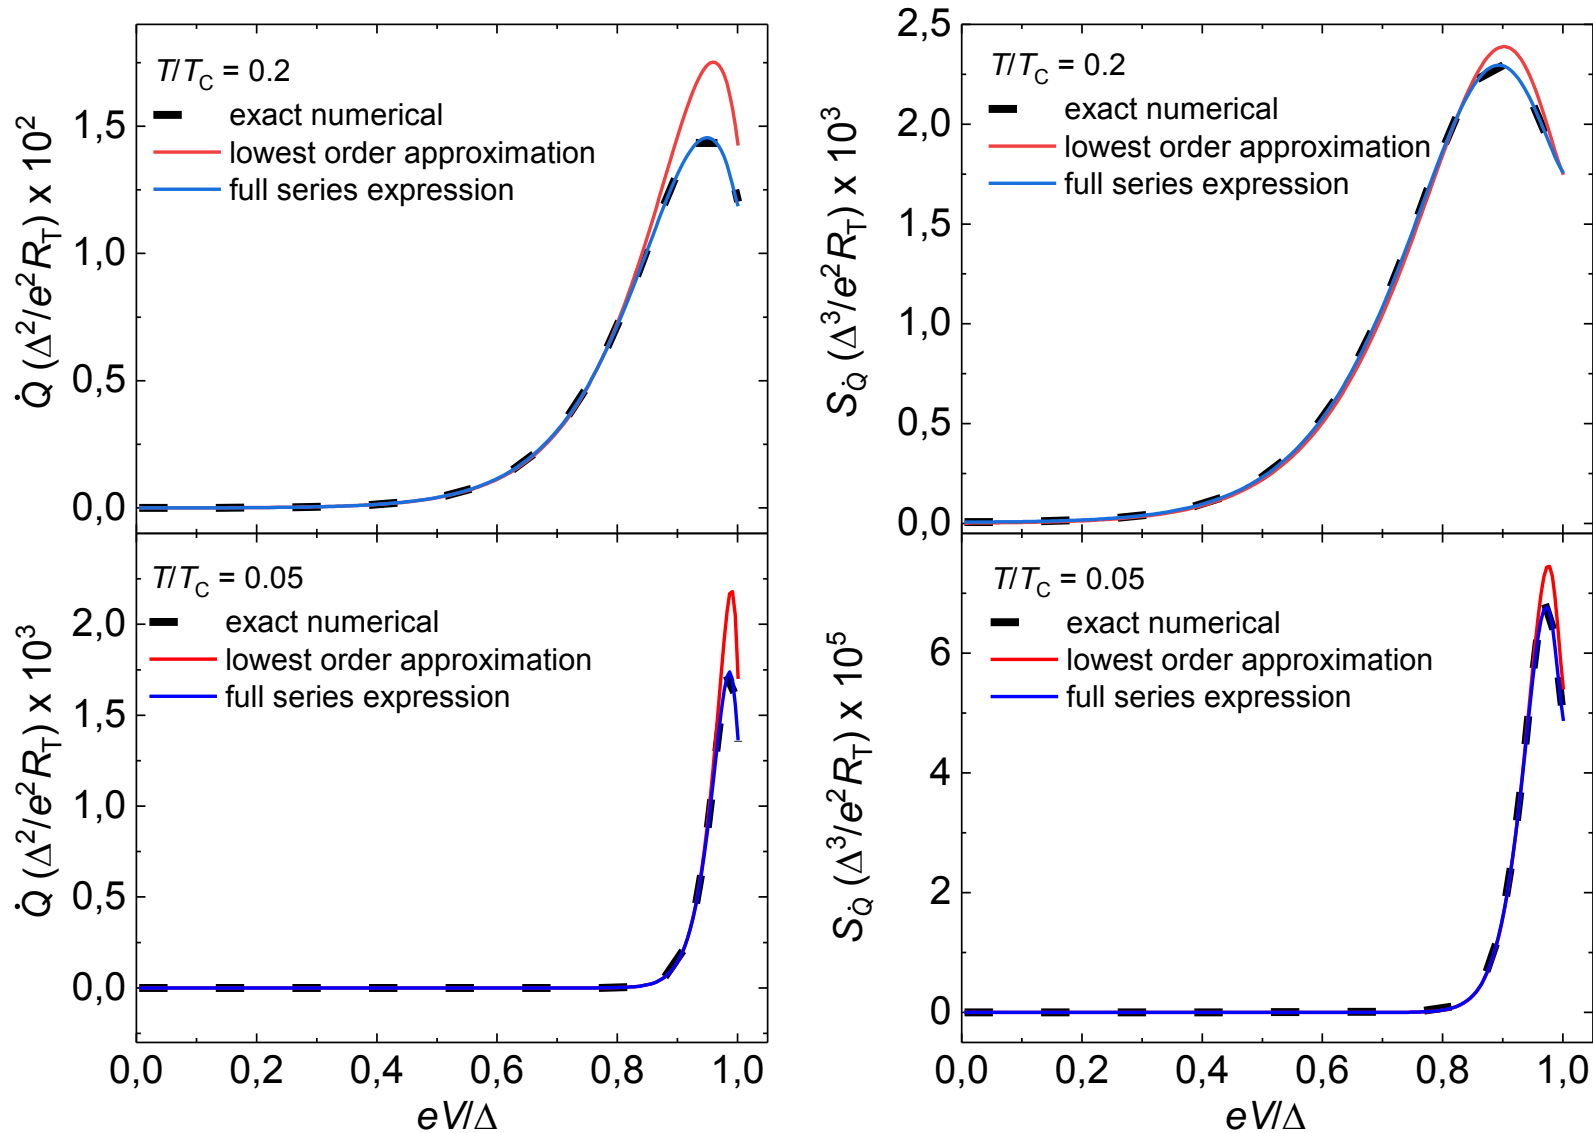 T/T_C = 0.2
exact numerical
lowest order approximation
full series expression
Q̇ (Δ²/e²R_T) x 10²
1,5
1,0
0,5
0,0
T/T_C = 0.2
exact numerical
lowest order approximation
full series expression
S_Q̇ (Δ³/e²R_T) x 10³
2,5
2,0
1,5
1,0
0,5
0,0
T/T_C = 0.05
exact numerical
lowest order approximation
full series expression
Q̇ (Δ²/e²R_T) x 10³
2,0
1,5
1,0
0,5
0,0
0,0 0,2 0,4 0,6 0,8 1,0
eV/Δ
T/T_C = 0.05
exact numerical
lowest order approximation
full series expression
S_Q̇ (Δ³/e²R_T) x 10⁵
6
4
2
0
0,0 0,2 0,4 0,6 0,8 1,0
eV/Δ